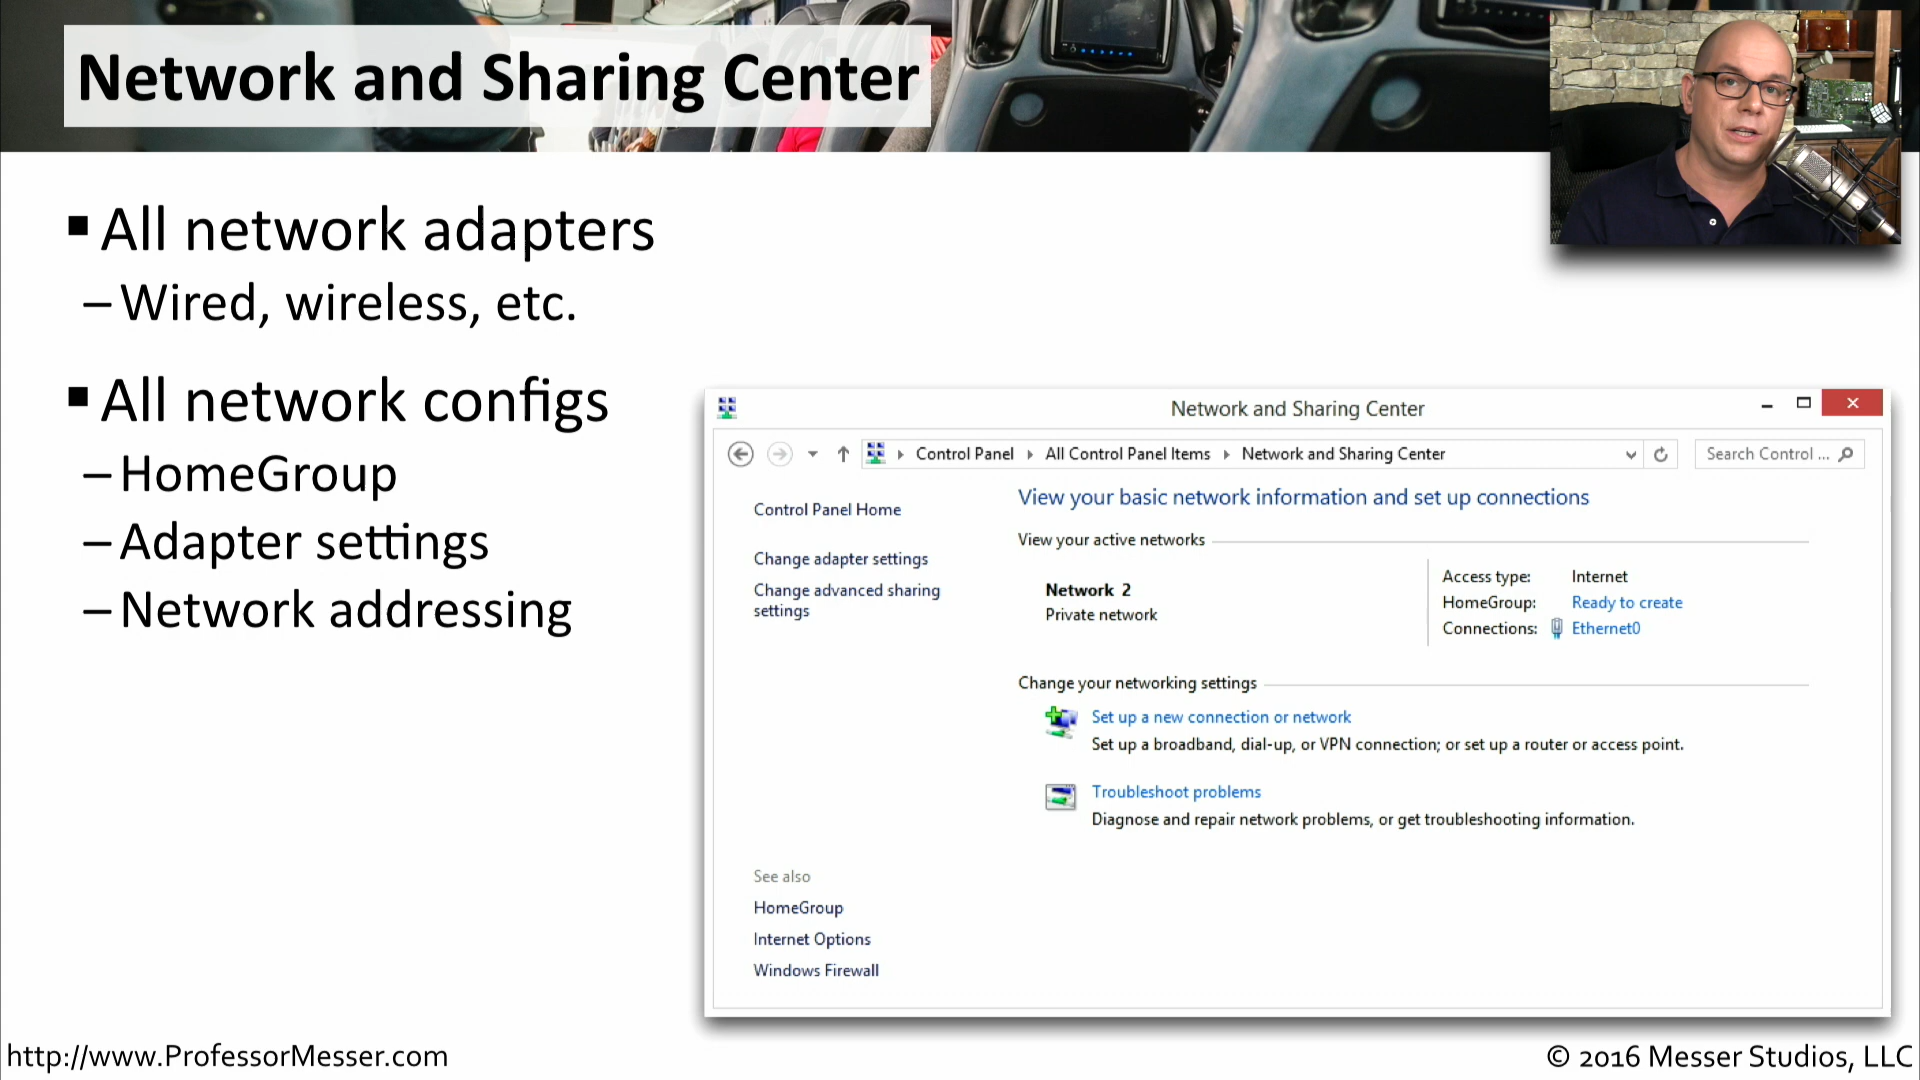 Network and Sharing Center
▪ All network adapters
– Wired, wireless, etc.
▪ All network configs
– HomeGroup
– Adapter settings
– Network addressing
Network and Sharing Center
Control Panel
All Control Panel Items
Network and Sharing Center
Search Control ...
Control Panel Home
Change adapter settings
Change advanced sharing
settings
See also
HomeGroup
Internet Options
Windows Firewall
View your basic network information and set up connections
View your active networks
Network 2
Private network
Access type: Internet
HomeGroup: Ready to create
Connections: Ethernet0
Change your networking settings
Set up a new connection or network
Set up a broadband, dial-up, or VPN connection; or set up a router or access point.
Troubleshoot problems
Diagnose and repair network problems, or get troubleshooting information.
http://www.ProfessorMesser.com
© 2016 Messer Studios, LLC